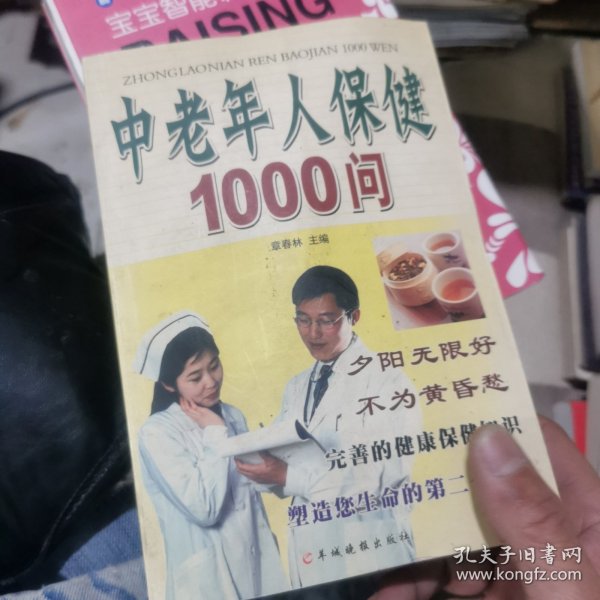 宝宝智能
RAISING
ZHONGLAONIAN REN BAOJIAN 1000 WEN
中老年人保健
1000问
章春林 主编
夕阳无限好
不为黄昏愁
完善的健康保健知识
塑造您生命的第二
羊城晚报出版社
孔夫子旧书网
www.kongfz.com